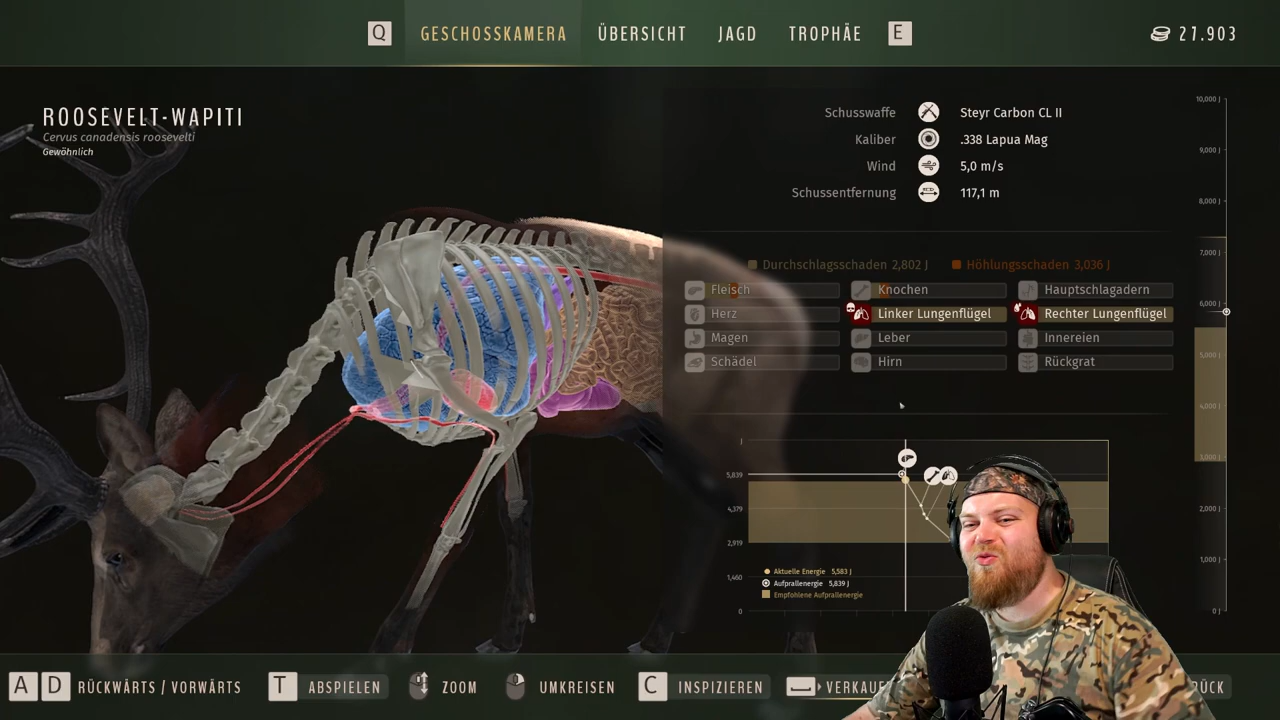 Q GESCHOSSKAMERA ÜBERSICHT JAGD TROPHÄE E 27.903
ROOSEVELT-WAPITI
Cervus canadensis roosevelti
Gewöhnlich
Schusswaffe Steyr Carbon CL II
Kaliber .338 Lapua Mag
Wind 5,0 m/s
Schussentfernung 117,1 m
Durchschlagsschaden 2,802 J Höhlungsschaden 3,036 J
Fleisch Knochen Hauptschlagadern
Herz Linker Lungenflügel Rechter Lungenflügel
Magen Leber Innereien
Schädel Hirn Rückgrat
10,000 J
9,000 J
8,000 J
7,000 J
6,000 J
5,000 J
4,000 J
3,000 J
2,000 J
1,000 J
0 J
J
5,839
4,379
2,919
1,460
0
Aktuelle Energie 5,583 J
Aufprallenergie 5,839 J
Empfohlene Aufprallenergie
A D RÜCKWÄRTS / VORWÄRTS T ABSPIELEN ZOOM UMKREISEN C INSPIZIEREN VERKAUFE RÜCK